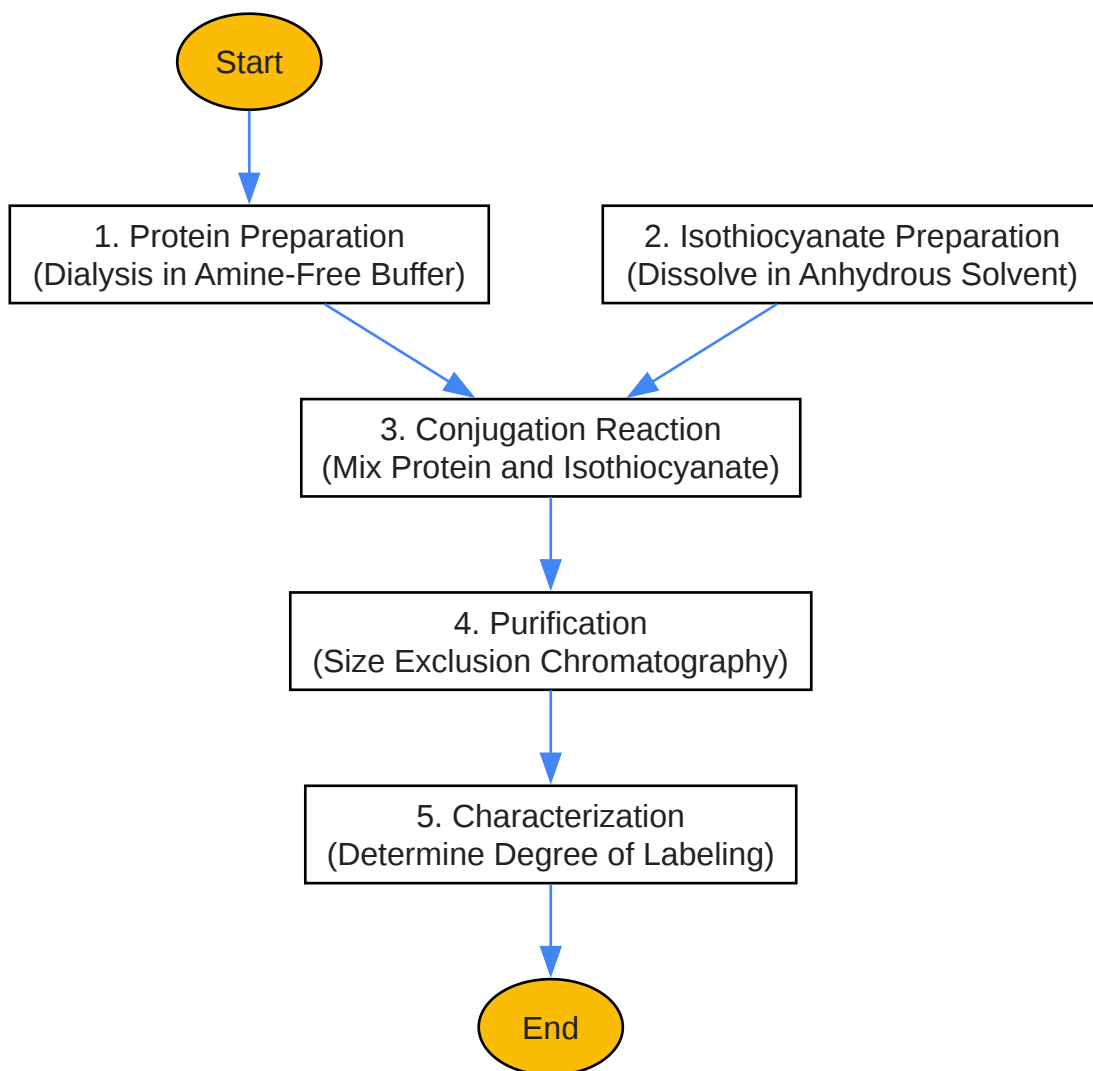 Start
1. Protein Preparation
(Dialysis in Amine-Free Buffer)
2. Isothiocyanate Preparation
(Dissolve in Anhydrous Solvent)
3. Conjugation Reaction
(Mix Protein and Isothiocyanate)
4. Purification
(Size Exclusion Chromatography)
5. Characterization
(Determine Degree of Labeling)
End